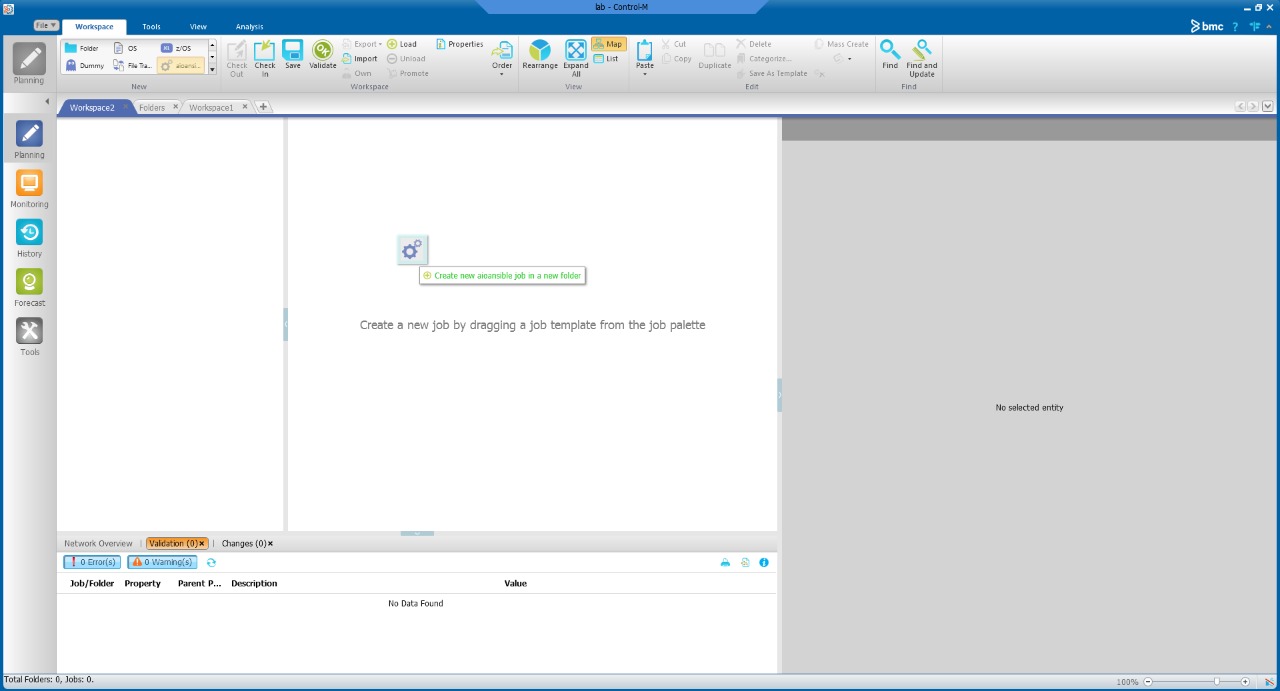 lab - Control-M
File
Workspace
Tools
View
Analysis
bmc
?
Planning
Folder
OS
z/OS
Dummy
File Tra...
aioansi...
New
Check Out
Check In
Save
Validate
Export
Import
Own
Load
Unload
Promote
Properties
Order
Workspace
Rearrange
Expand All
Map
List
View
Paste
Cut
Copy
Duplicate
Delete
Categorize...
Save As Template
Mass Create
Edit
Find
Find and Update
Find
Workspace2
Folders
Workspace1
Planning
Monitoring
History
Forecast
Tools
Create new aioansible job in a new folder
Create a new job by dragging a job template from the job palette
No selected entity
Network Overview
Validation (0)
Changes (0)
0 Error(s)
0 Warning(s)
Job/Folder
Property
Parent P...
Description
Value
No Data Found
Total Folders: 0, Jobs: 0.
100%